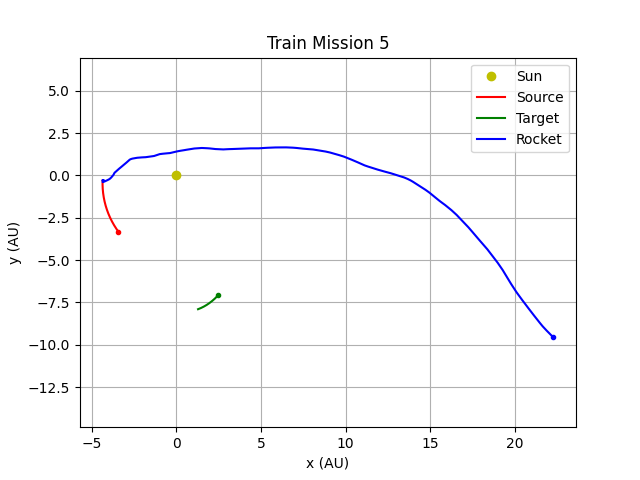 Train Mission 5
Sun
Source
Target
Rocket
5.0
2.5
0.0
−2.5
−5.0
−7.5
−10.0
−12.5
y (AU)
−5 0 5 10 15 20
x (AU)